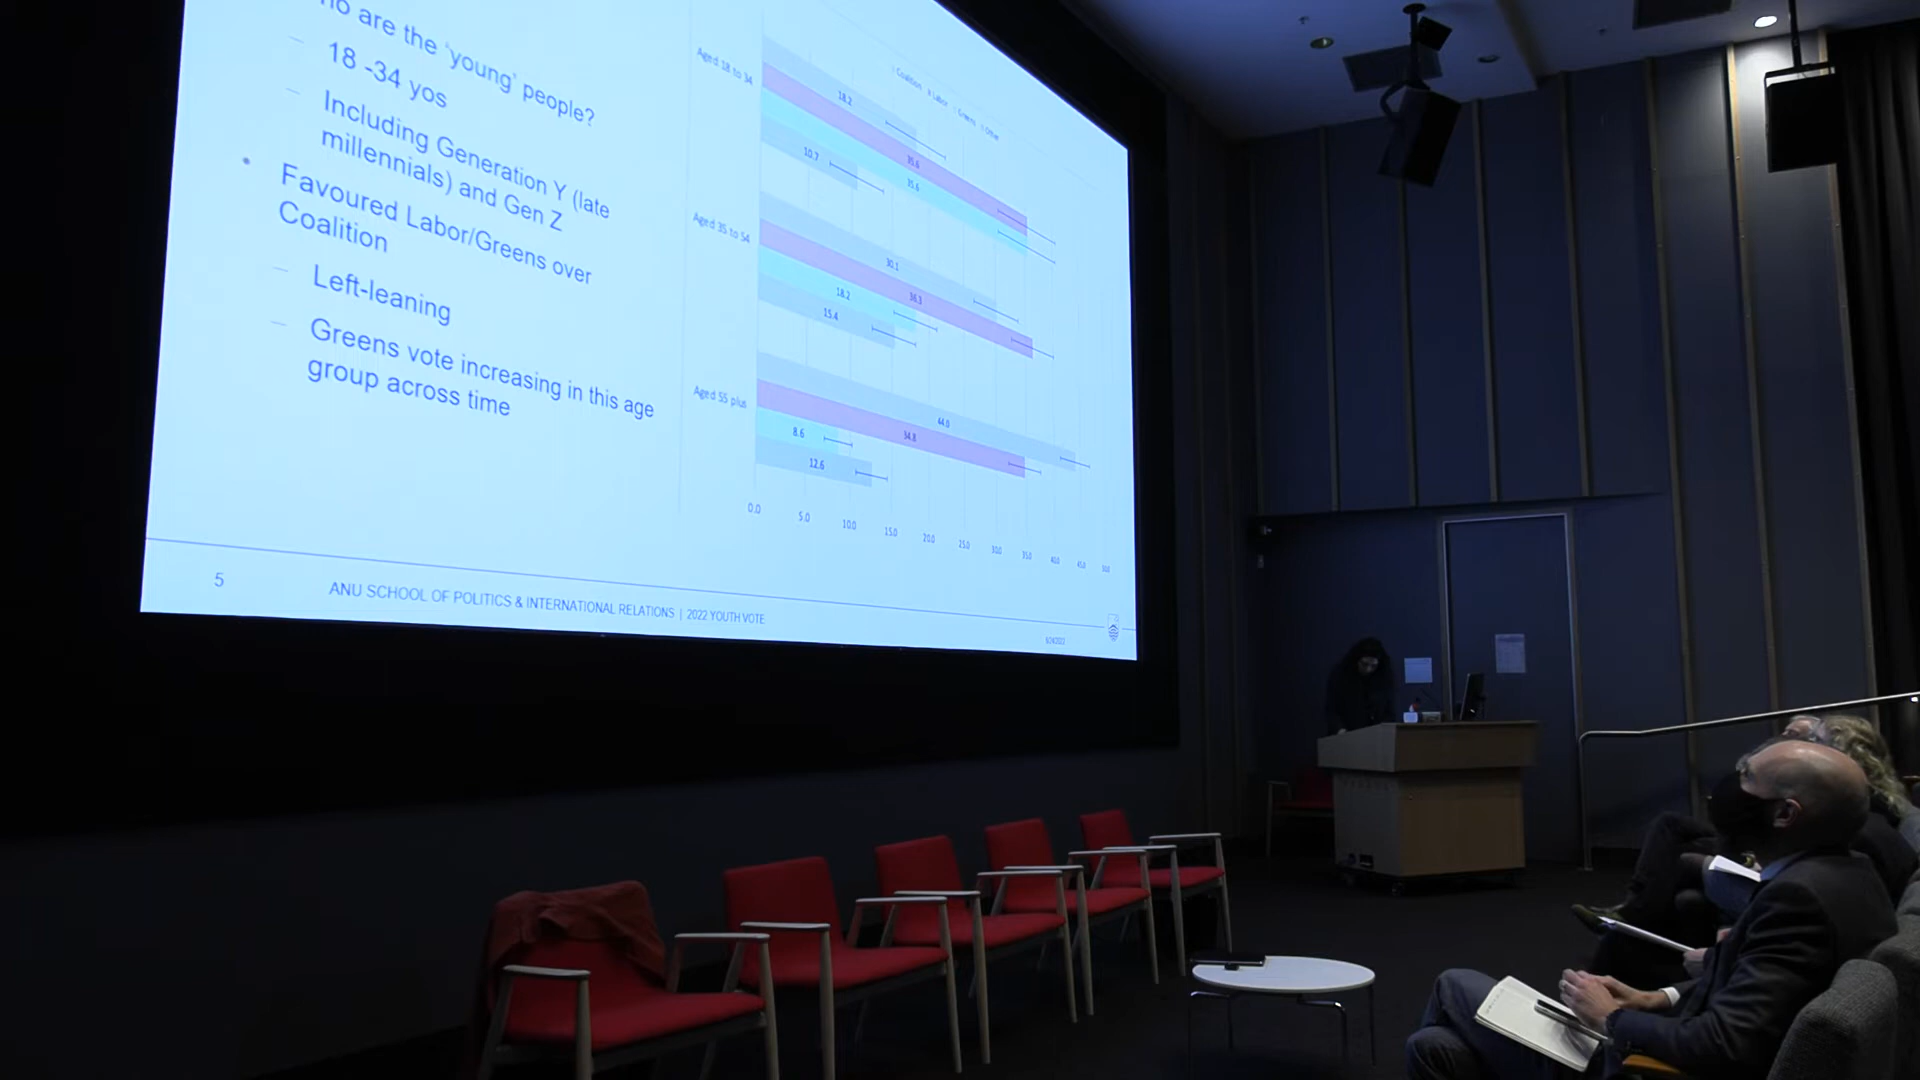 are the ‘young’ people?
– 18 -34 yos
– Including Generation Y (late
millennials) and Gen Z
• Favoured Labor/Greens over
Coalition
– Left-leaning
– Greens vote increasing in this age
group across time
Coalition Labor Greens Other
Aged 18 to 34
18.2
35.6
35.6
10.7
Aged 35 to 54
30.1
36.3
18.2
15.4
Aged 55 plus
44.0
34.8
8.6
12.6
0.0 5.0 10.0 15.0 20.0 25.0 30.0 35.0 40.0 45.0 50.0
5 ANU SCHOOL OF POLITICS & INTERNATIONAL RELATIONS | 2022 YOUTH VOTE